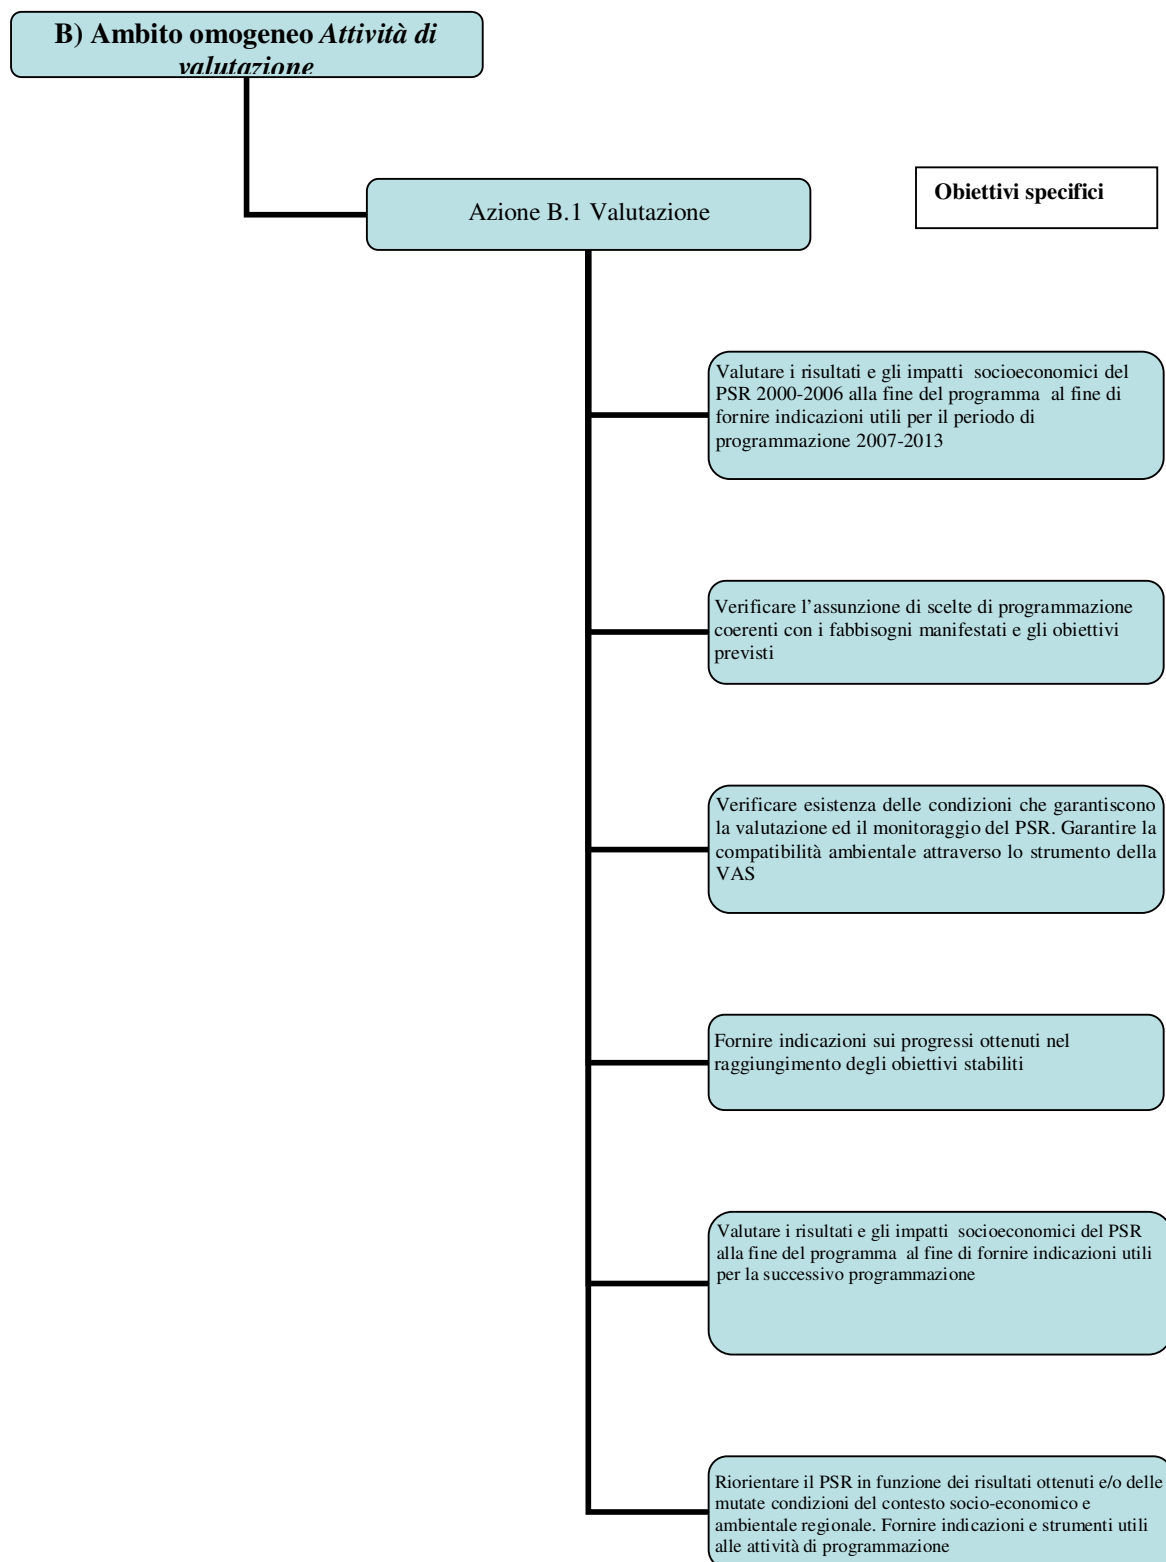 B) Ambito omogeneo Attività di
valutazione
Azione B.1 Valutazione
Obiettivi specifici
Valutare i risultati e gli impatti socioeconomici del
PSR 2000-2006 alla fine del programma al fine di
fornire indicazioni utili per il periodo di
programmazione 2007-2013
Verificare l’assunzione di scelte di programmazione
coerenti con i fabbisogni manifestati e gli obiettivi
previsti
Verificare esistenza delle condizioni che garantiscono
la valutazione ed il monitoraggio del PSR. Garantire la
compatibilità ambientale attraverso lo strumento della
VAS
Fornire indicazioni sui progressi ottenuti nel
raggiungimento degli obiettivi stabiliti
Valutare i risultati e gli impatti socioeconomici del PSR
alla fine del programma al fine di fornire indicazioni utili
per la successivo programmazione
Riorientare il PSR in funzione dei risultati ottenuti e/o delle
mutate condizioni del contesto socio-economico e
ambientale regionale. Fornire indicazioni e strumenti utili
alle attività di programmazione